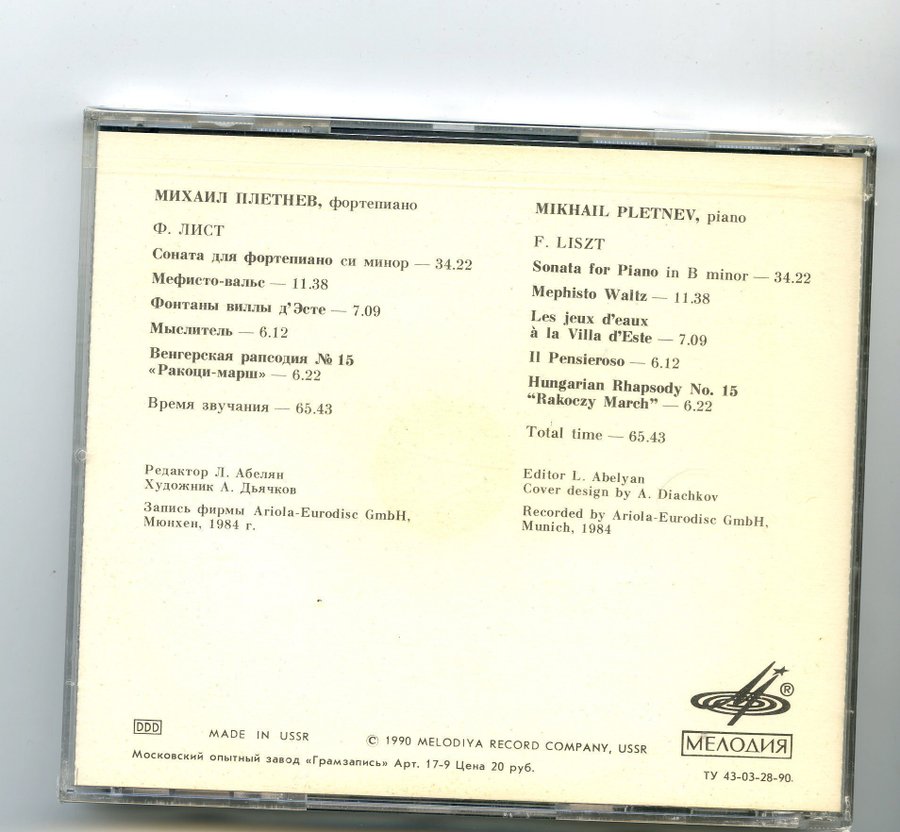 МИХАИЛ ПЛЕТНЕВ, фортепиано
Ф. ЛИСТ
Соната для фортепиано си минор — 34.22
Мефисто-вальс — 11.38
Фонтаны виллы д'Эсте — 7.09
Мыслитель — 6.12
Венгерская рапсодия № 15
«Ракоци-марш» — 6.22
Время звучания — 65.43
Редактор Л. Абелян
Художник А. Дьячков
Запись фирмы Ariola-Eurodisc GmbH,
Мюнхен, 1984 г.
MIKHAIL PLETNEV, piano
F. LISZT
Sonata for Piano in B minor — 34.22
Mephisto Waltz — 11.38
Les jeux d'eaux
à la Villa d'Este — 7.09
Il Pensieroso — 6.12
Hungarian Rhapsody No. 15
“Rakoczy March” — 6.22
Total time — 65.43
Editor L. Abelyan
Cover design by A. Diachkov
Recorded by Ariola-Eurodisc GmbH,
Munich, 1984
®
DDD
MADE IN USSR
© 1990 MELODIYA RECORD COMPANY, USSR
МЕЛОДИЯ
Московский опытный завод «Грамзапись» Арт. 17-9 Цена 20 руб.
ТУ 43-03-28-90.